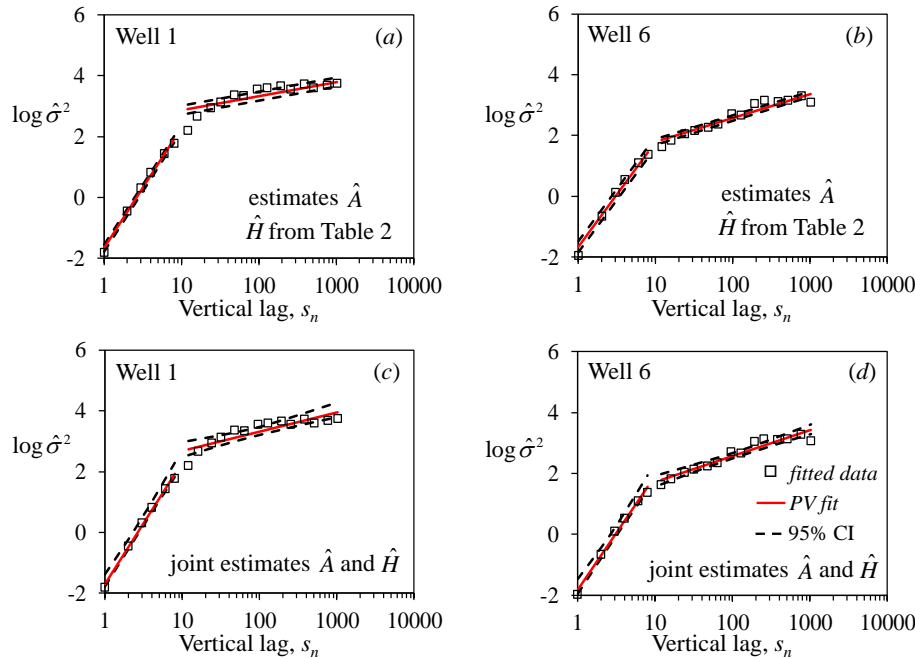 Well 1 (a)
6
4
2
0
-2
log σ̂²
estimates Â
Ĥ from Table 2
1 10 100 1000 10000
Vertical lag, sₙ
Well 6 (b)
6
4
2
0
-2
log σ̂²
estimates Â
Ĥ from Table 2
1 10 100 1000 10000
Vertical lag, sₙ
Well 1 (c)
6
4
2
0
-2
log σ̂²
joint estimates Â and Ĥ
1 10 100 1000 10000
Vertical lag, sₙ
Well 6 (d)
6
4
2
0
-2
log σ̂²
fitted data
PV fit
95% CI
joint estimates Â and Ĥ
1 10 100 1000 10000
Vertical lag, sₙ